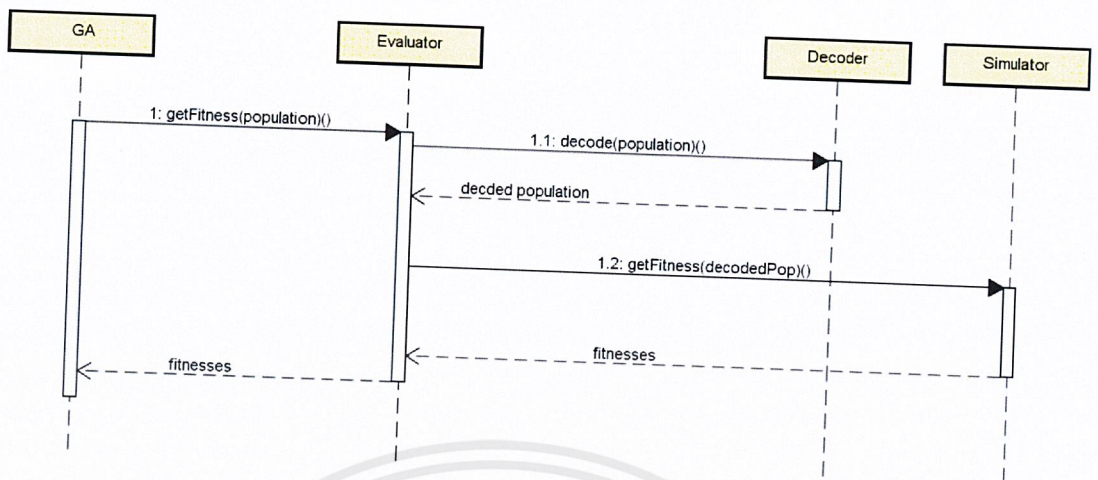 GA
Evaluator
Decoder
Simulator
1: getFitness(population)()
1.1: decode(population)()
decded population
1.2: getFitness(decodedPop)()
fitnesses
fitnesses